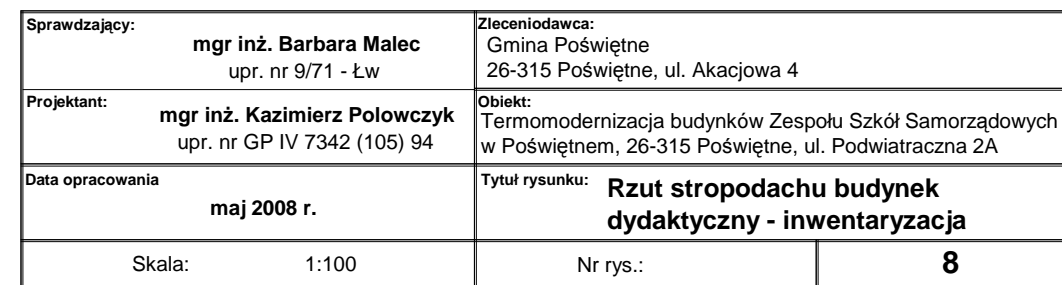 Sprawdzający:
mgr inż. Barbara Malec
upr. nr 9/71 - Łw
Zleceniodawca:
Gmina Poświętne
26-315 Poświętne, ul. Akacjowa 4
Projektant:
mgr inż. Kazimierz Polowczyk
upr. nr GP IV 7342 (105) 94
Obiekt:
Termomodernizacja budynków Zespołu Szkół Samorządowych
w Poświętnem, 26-315 Poświętne, ul. Podwiatraczna 2A
Data opracowania
maj 2008 r.
Tytuł rysunku: Rzut stropodachu budynek
dydaktyczny - inwentaryzacja
Skala: 1:100
Nr rys.: 8